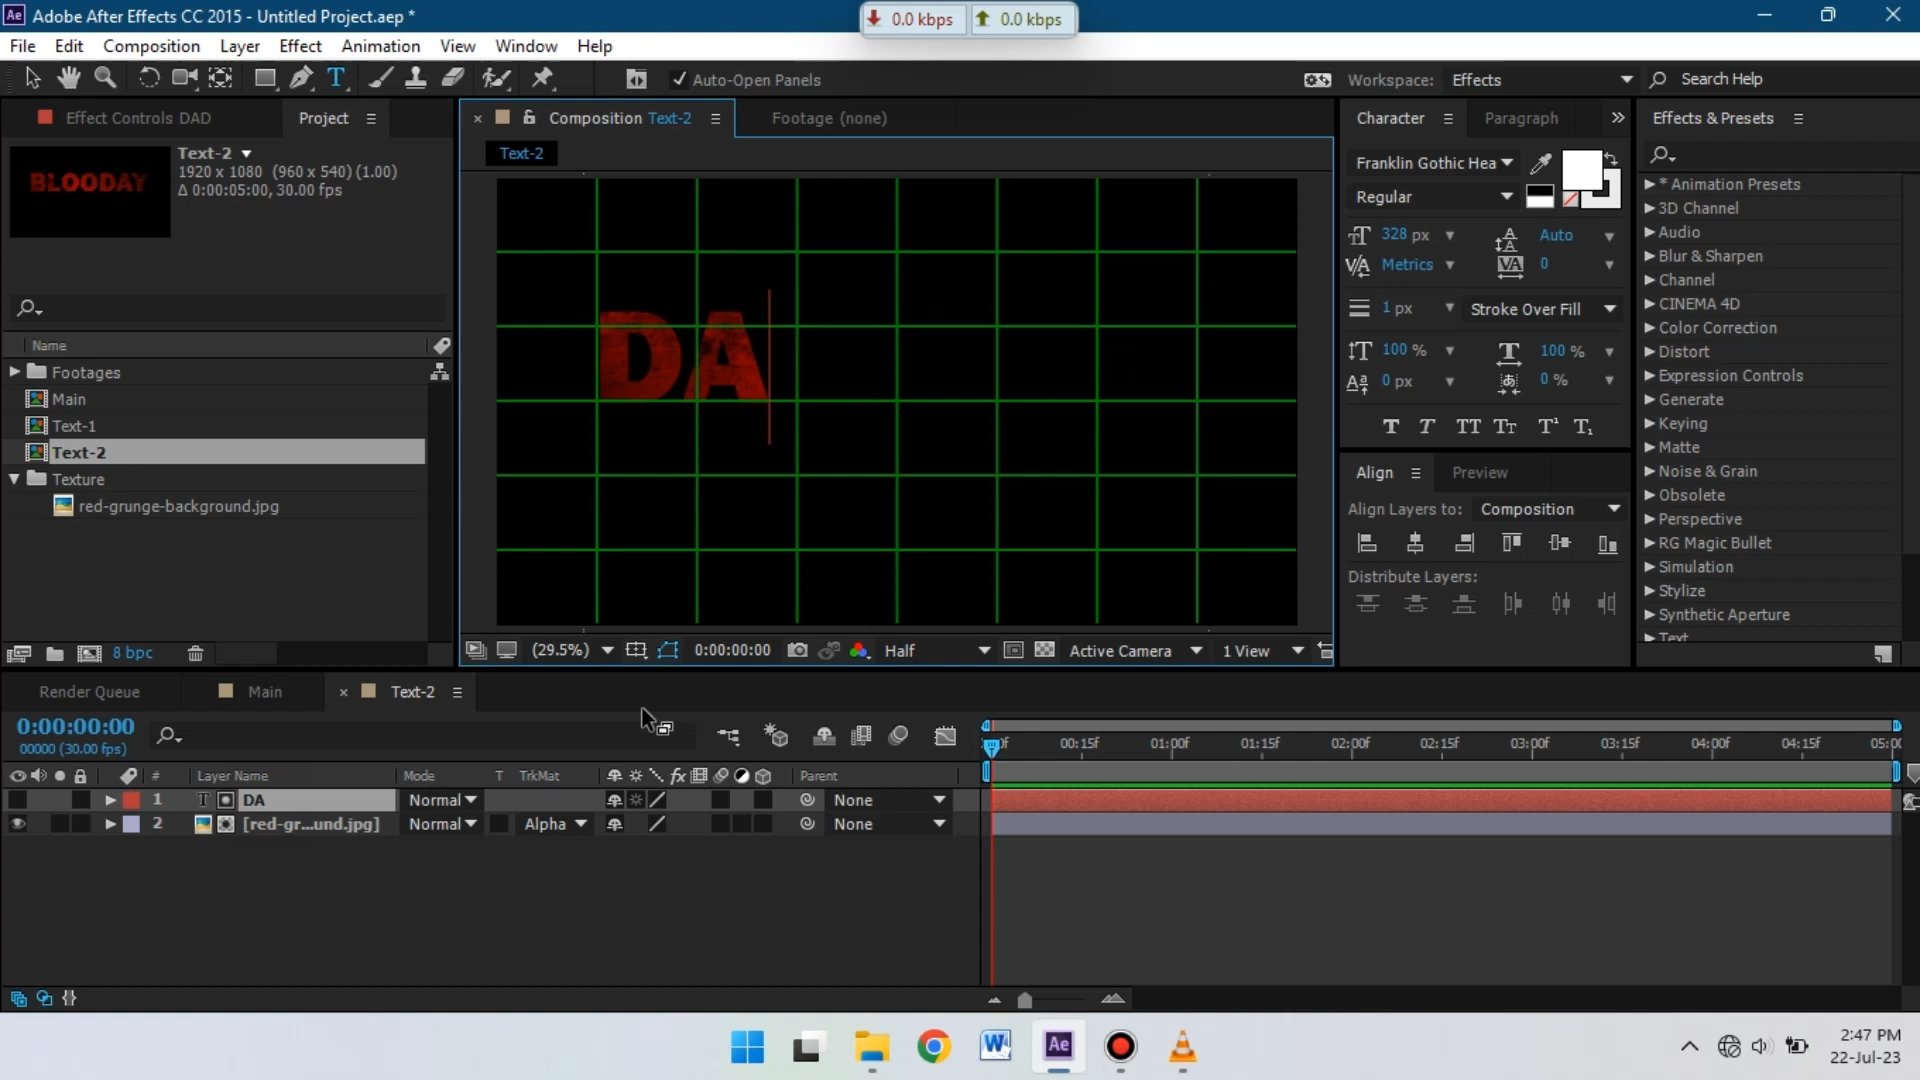 Adobe After Effects CC 2015 - Untitled Project.aep *
0.0 kbps
0.0 kbps
File Edit Composition Layer Effect Animation View Window Help
Auto-Open Panels
Workspace: Effects
Search Help
Effect Controls DAD
Project
Composition Text-2
Footage (none)
Character
Paragraph
Effects & Presets
Text-2
1920 x 1080 (960 x 540) (1.00)
Δ 0:00:05:00, 30.00 fps
BLOODAY
Text-2
Franklin Gothic Hea
Regular
328 px
Auto
Metrics
0
1 px
Stroke Over Fill
100 %
100 %
0 px
0 %
* Animation Presets
3D Channel
Audio
Blur & Sharpen
Channel
CINEMA 4D
Color Correction
Distort
Expression Controls
Generate
Keying
Matte
Noise & Grain
Obsolete
Perspective
RG Magic Bullet
Simulation
Stylize
Synthetic Aperture
Text
Name
Footages
Main
Text-1
Text-2
Texture
red-grunge-background.jpg
8 bpc
DA
Align
Preview
Align Layers to: Composition
Distribute Layers:
(29.5%)
0:00:00:00
Half
Active Camera
1 View
Render Queue
Main
Text-2
0:00:00:00
00000 (30.00 fps)
00:15f 01:00f 01:15f 02:00f 02:15f 03:00f 03:15f 04:00f 04:15f
# Layer Name Mode T TrkMat Parent
1 DA Normal None
2 [red-gr...und.jpg] Normal Alpha None
2:47 PM
22-Jul-23